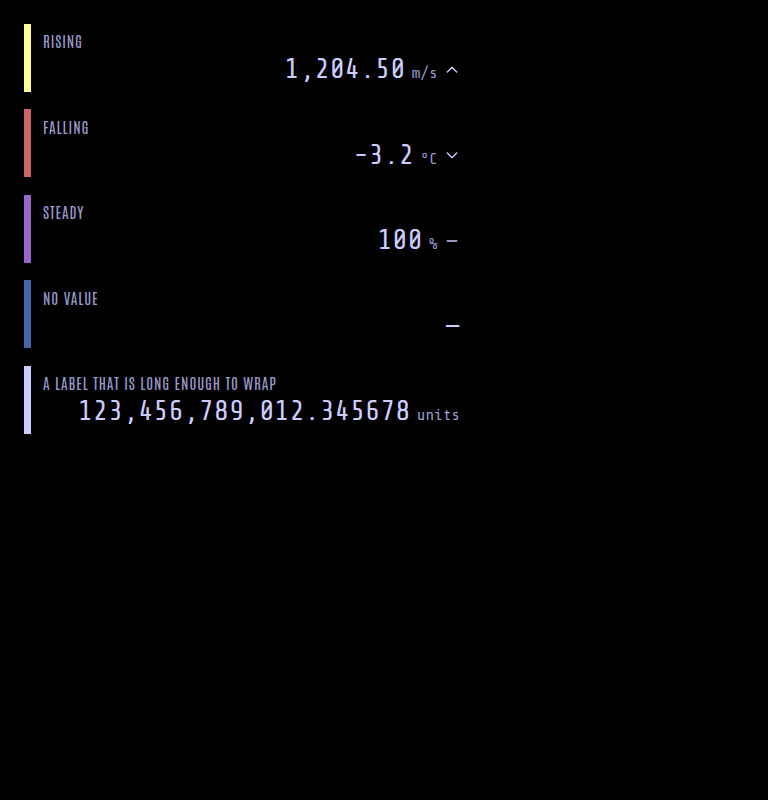 RISING
1,204.50 m/s
FALLING
−3.2 °C
STEADY
100 % —
NO VALUE
—
A LABEL THAT IS LONG ENOUGH TO WRAP
123,456,789,012.345678 units